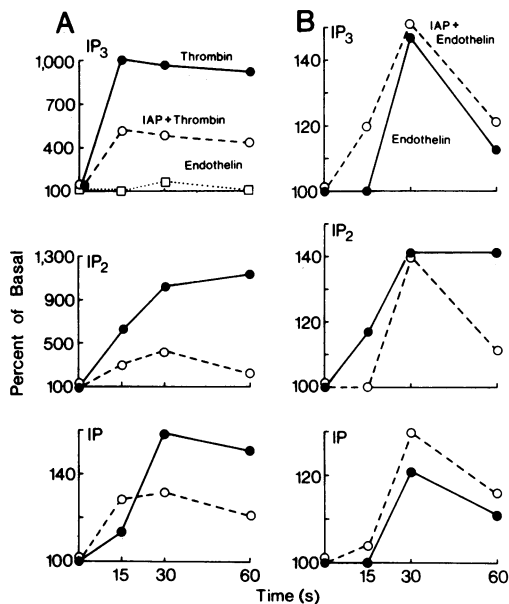 A
IP3
1,000
700
400
100
Thrombin
IAP+Thrombin
Endothelin
B
IP3
140
120
100
IAP+
Endothelin
Endothelin
IP2
1,300
900
500
100
IP2
140
120
100
IP
140
100
15
30
60
IP
120
100
15
30
60
Percent of Basal
Time (s)